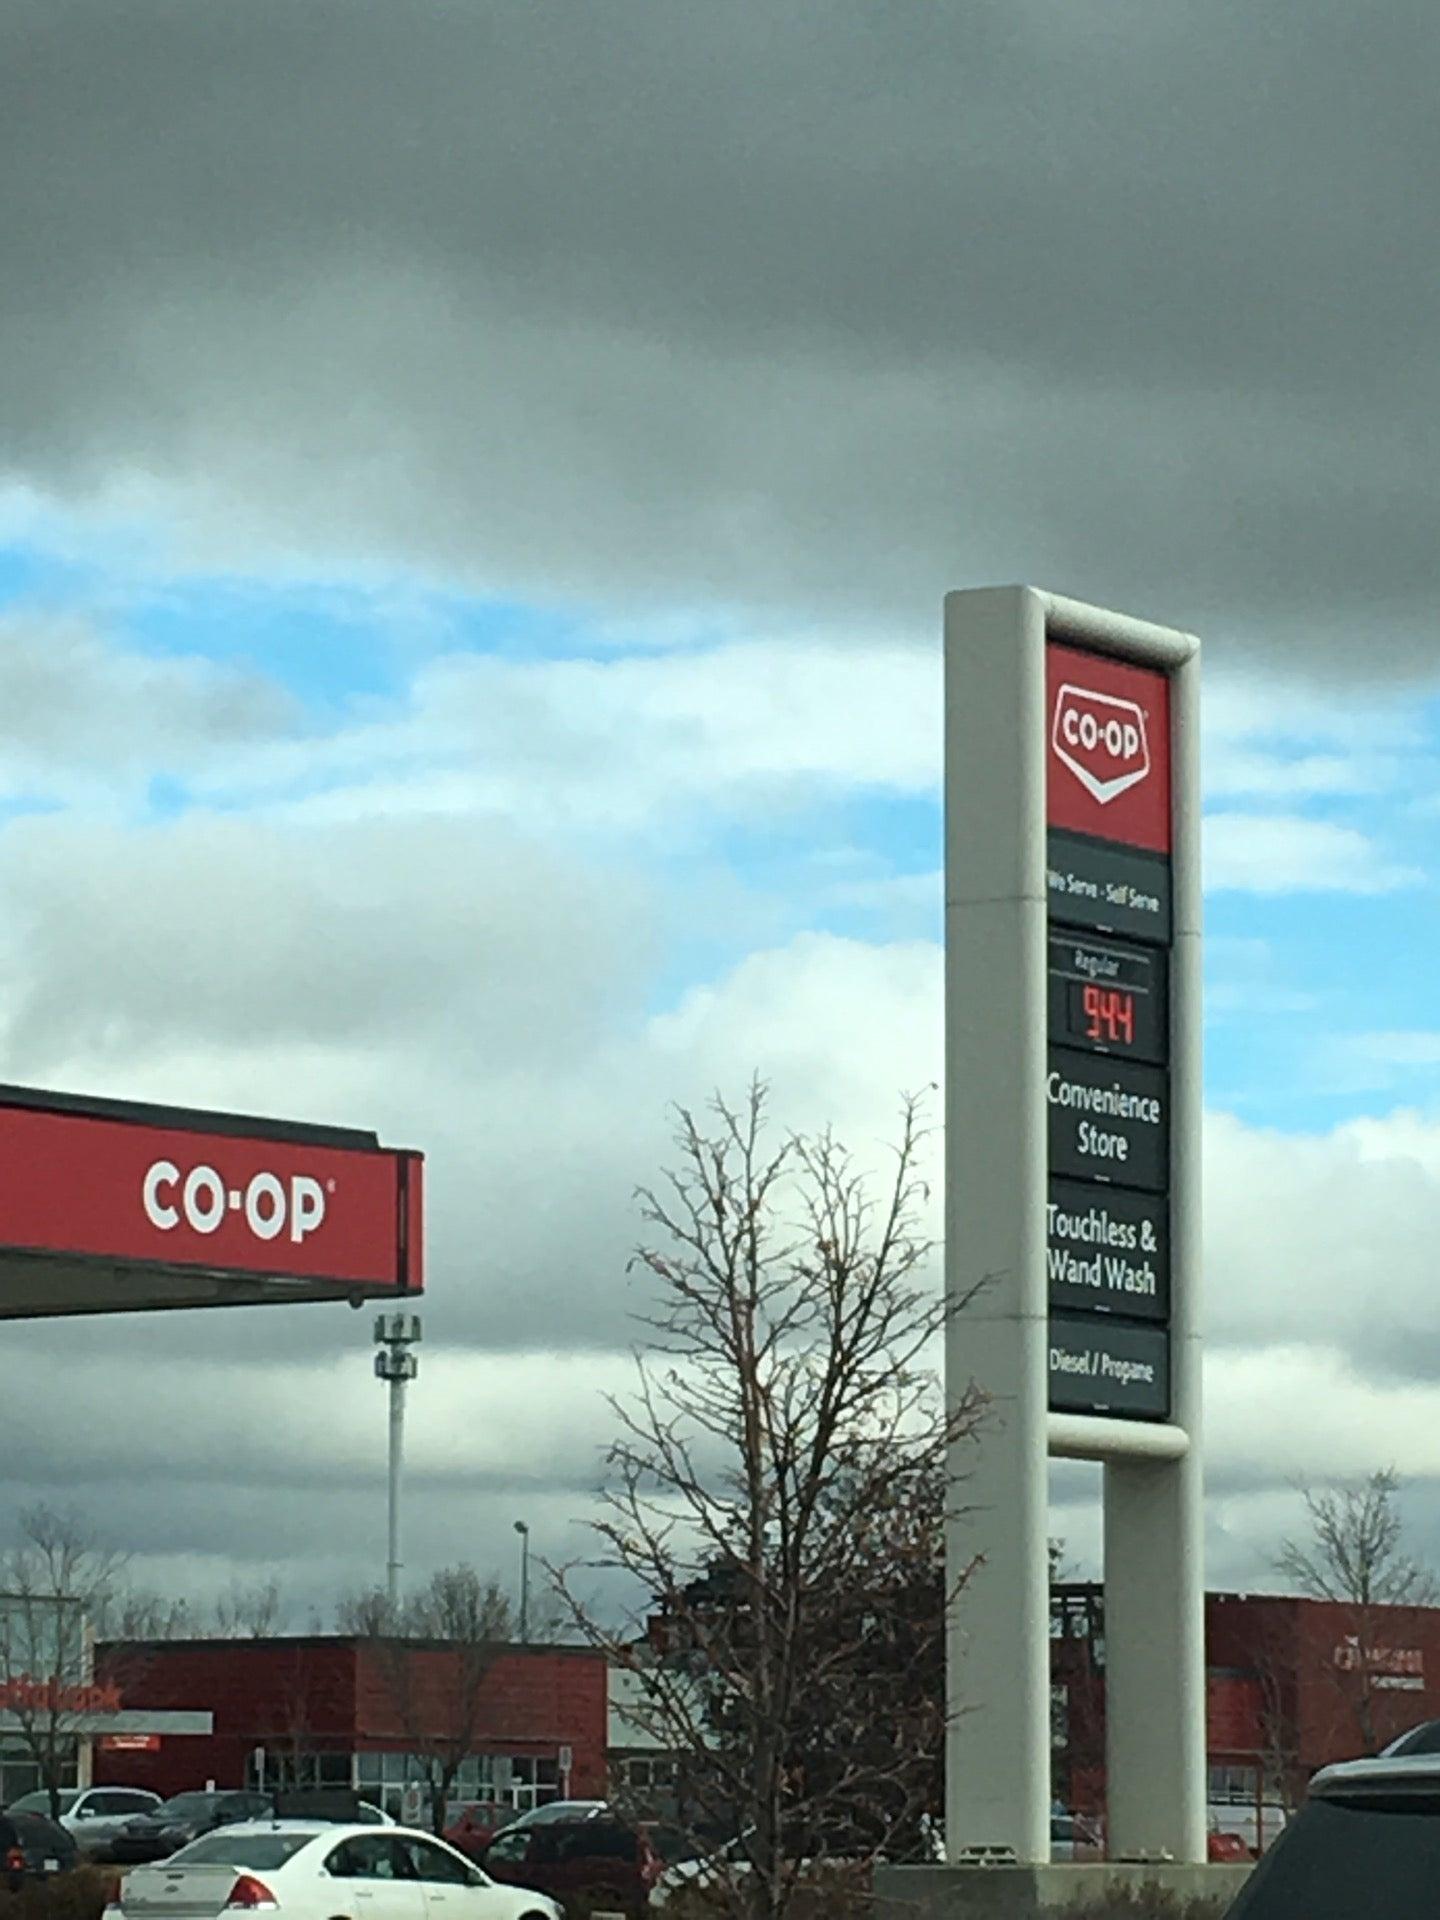 CO-OP
We Serve - Self Serve
Regular
94.4
Convenience
Store
Touchless &
Wand Wash
Diesel / Propane
CO-OP